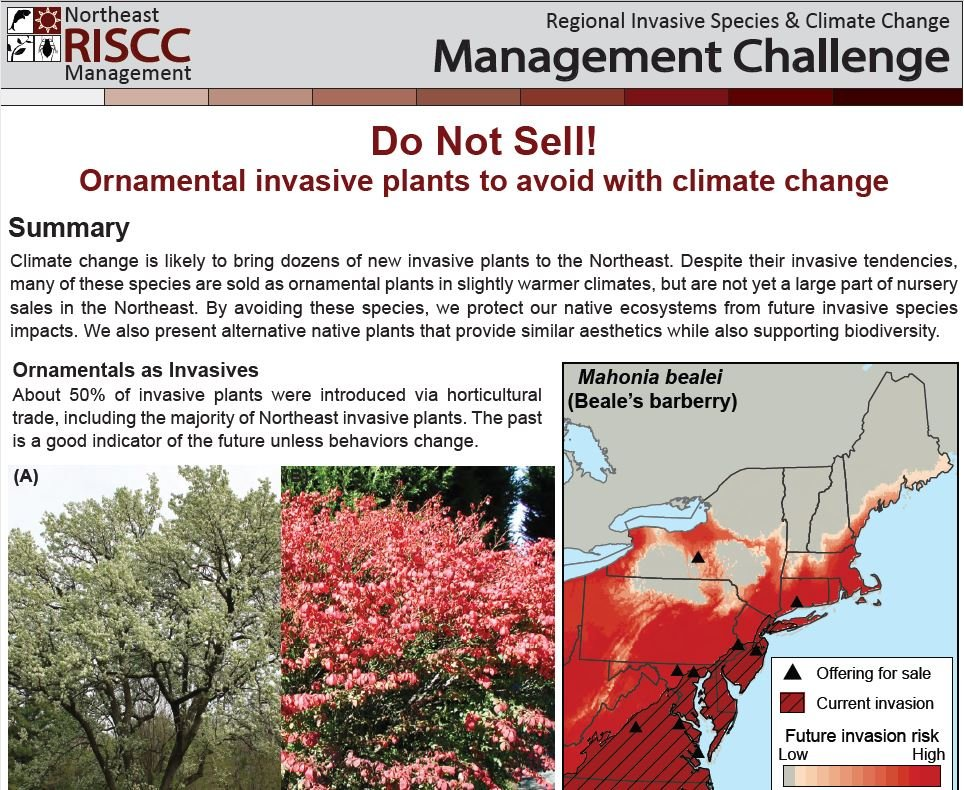 Northeast
RISCC
Management
Regional Invasive Species & Climate Change
Management Challenge
Do Not Sell!
Ornamental invasive plants to avoid with climate change
Summary
Climate change is likely to bring dozens of new invasive plants to the Northeast. Despite their invasive tendencies,
many of these species are sold as ornamental plants in slightly warmer climates, but are not yet a large part of nursery
sales in the Northeast. By avoiding these species, we protect our native ecosystems from future invasive species
impacts. We also present alternative native plants that provide similar aesthetics while also supporting biodiversity.
Ornamentals as Invasives
About 50% of invasive plants were introduced via horticultural
trade, including the majority of Northeast invasive plants. The past
is a good indicator of the future unless behaviors change.
(A)
Mahonia bealei
(Beale's barberry)
Offering for sale
Current invasion
Future invasion risk
Low High